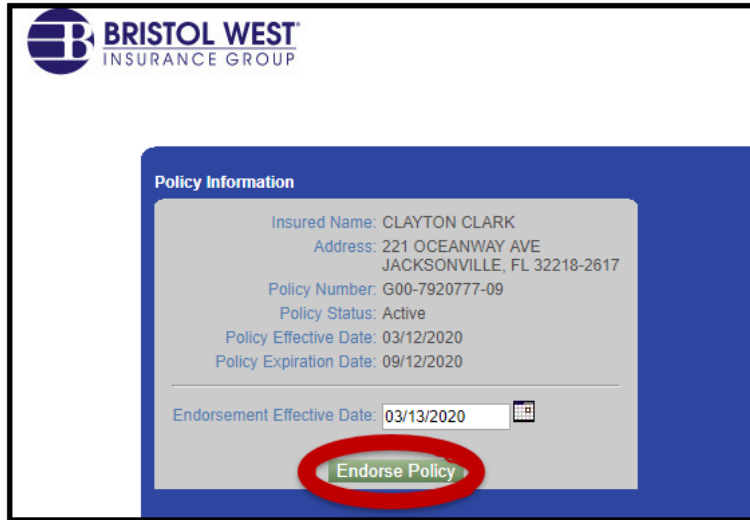 BRISTOL WEST
INSURANCE GROUP
Policy Information
Insured Name: CLAYTON CLARK
Address: 221 OCEANWAY AVE
JACKSONVILLE, FL 32218-2617
Policy Number: G00-7920777-09
Policy Status: Active
Policy Effective Date: 03/12/2020
Policy Expiration Date: 09/12/2020
Endorsement Effective Date: 03/13/2020
Endorse Policy